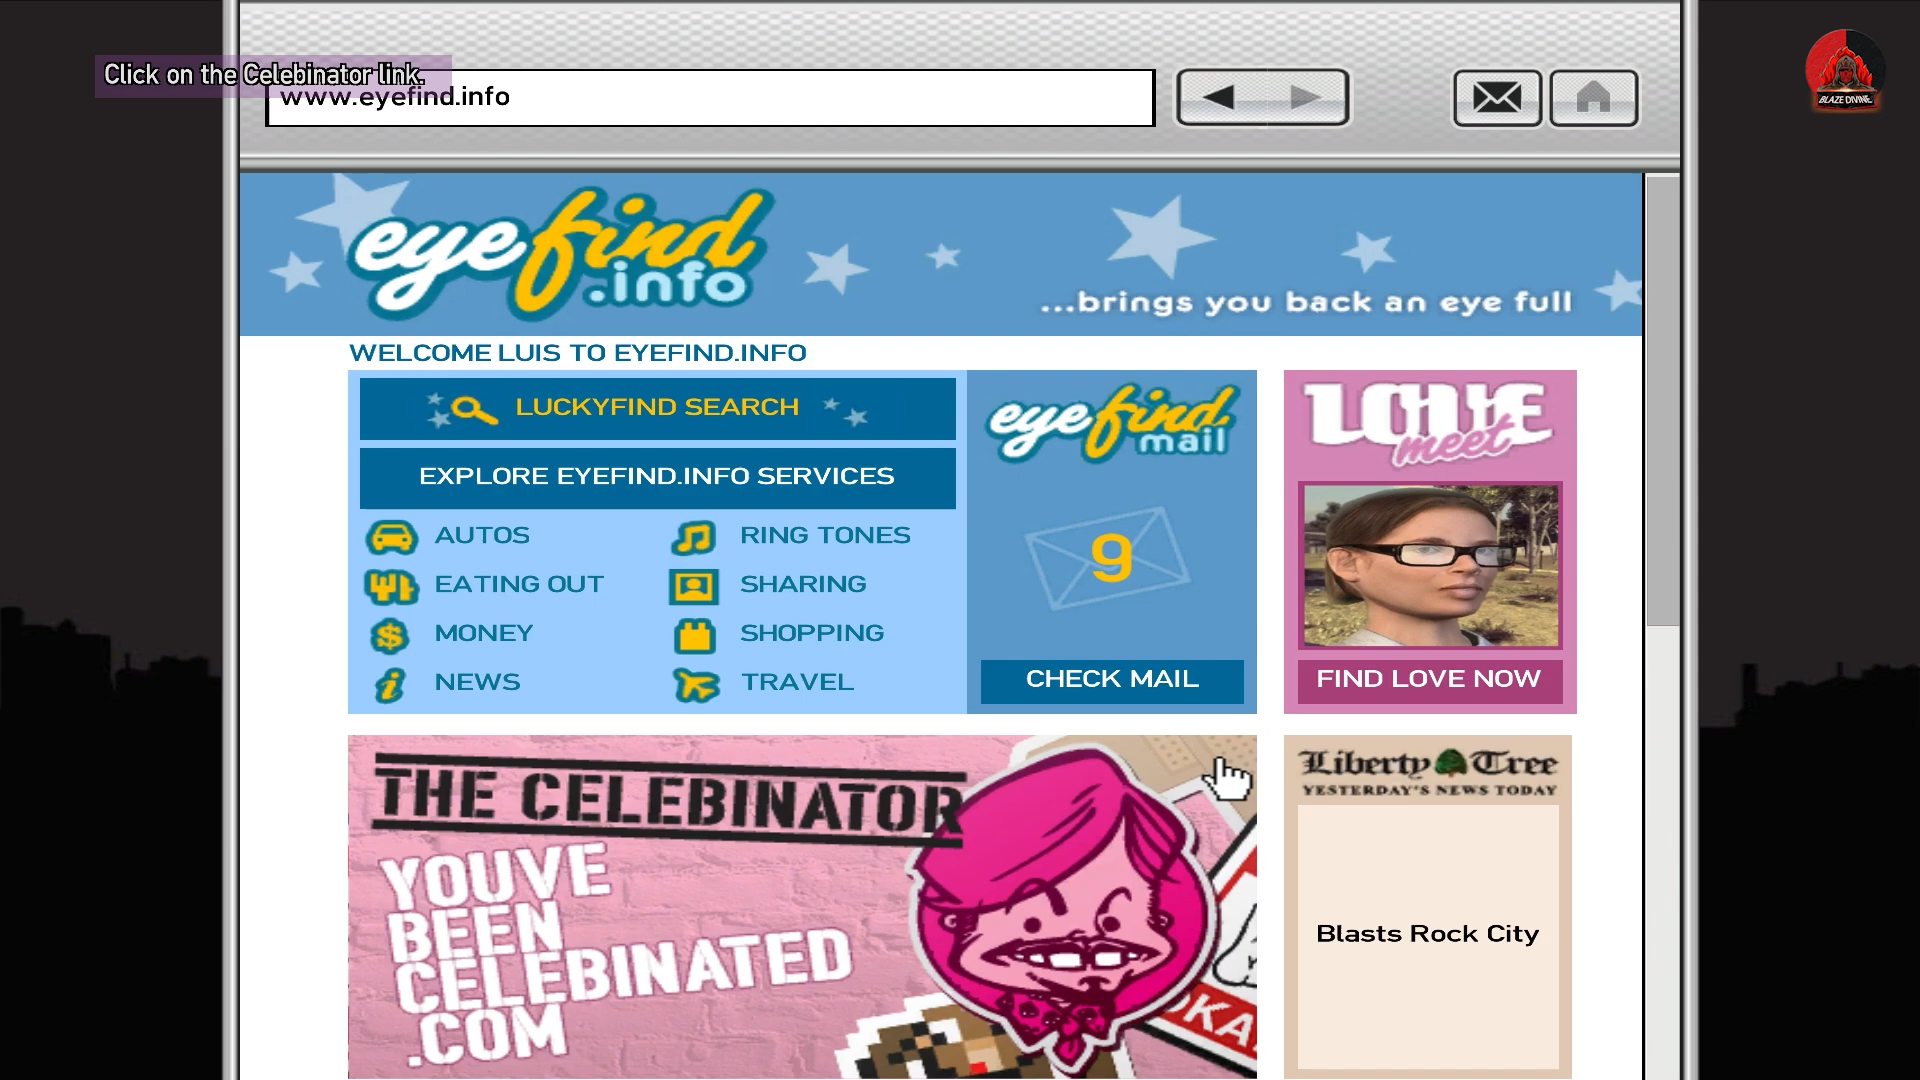 Click on the Celebinator link.
www.eyefind.info
BLAZE DIVINE
eyefind
.info
...brings you back an eye full
WELCOME LUIS TO EYEFIND.INFO
LUCKYFIND SEARCH
EXPLORE EYEFIND.INFO SERVICES
AUTOS
RING TONES
EATING OUT
SHARING
MONEY
SHOPPING
NEWS
TRAVEL
eyefind
mail
9
CHECK MAIL
LOVE
meet
FIND LOVE NOW
THE CELEBINATOR
YOUVE
BEEN
CELEBINATED
.COM
Liberty Tree
YESTERDAY'S NEWS TODAY
Blasts Rock City